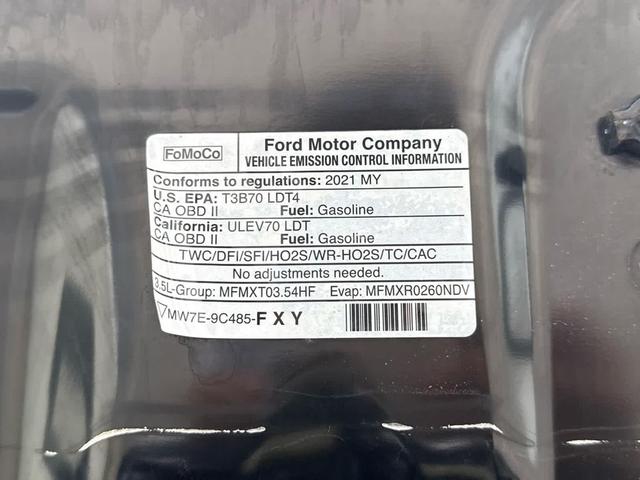 FoMoCo
Ford Motor Company
VEHICLE EMISSION CONTROL INFORMATION
Conforms to regulations: 2021 MY
U.S. EPA: T3B70 LDT4
CA OBD II Fuel: Gasoline
California: ULEV70 LDT
CA OBD II Fuel: Gasoline
TWC/DFI/SFI/HO2S/WR-HO2S/TC/CAC
No adjustments needed.
3.5L-Group: MFMXT03.54HF Evap: MFMXR0260NDV
MW7E-9C485-F X Y